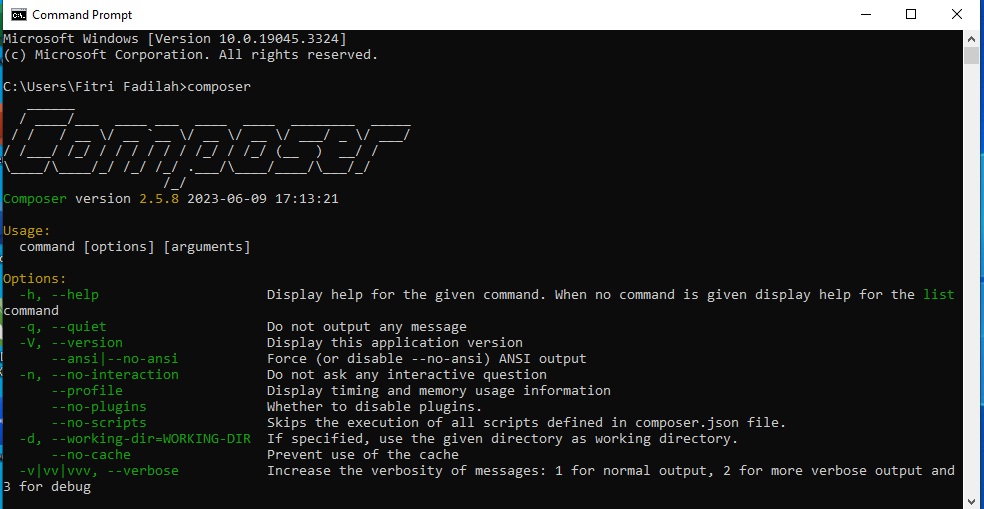 Command Prompt
Microsoft Windows [Version 10.0.19045.3324]
(c) Microsoft Corporation. All rights reserved.
C:\Users\Fitri Fadilah>composer
Composer
Composer version 2.5.8 2023-06-09 17:13:21
Usage:
command [options] [arguments]
Options:
-h, --help Display help for the given command. When no command is given display help for the list
command
-q, --quiet Do not output any message
-V, --version Display this application version
--ansi|--no-ansi Force (or disable --no-ansi) ANSI output
-n, --no-interaction Do not ask any interactive question
--profile Display timing and memory usage information
--no-plugins Whether to disable plugins.
--no-scripts Skips the execution of all scripts defined in composer.json file.
-d, --working-dir=WORKING-DIR If specified, use the given directory as working directory.
--no-cache Prevent use of the cache
-v|vv|vvv, --verbose Increase the verbosity of messages: 1 for normal output, 2 for more verbose output and
3 for debug